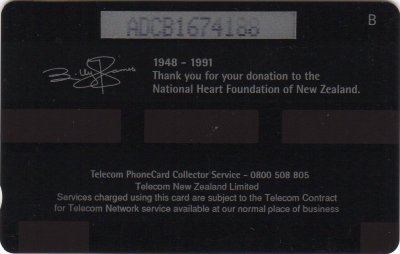 ADCB1674188
B
Billy James
1948 - 1991
Thank you for your donation to the
National Heart Foundation of New Zealand.
Telecom PhoneCard Collector Service - 0800 508 805
Telecom New Zealand Limited
Services charged using this card are subject to the Telecom Contract
for Telecom Network service available at our normal place of business